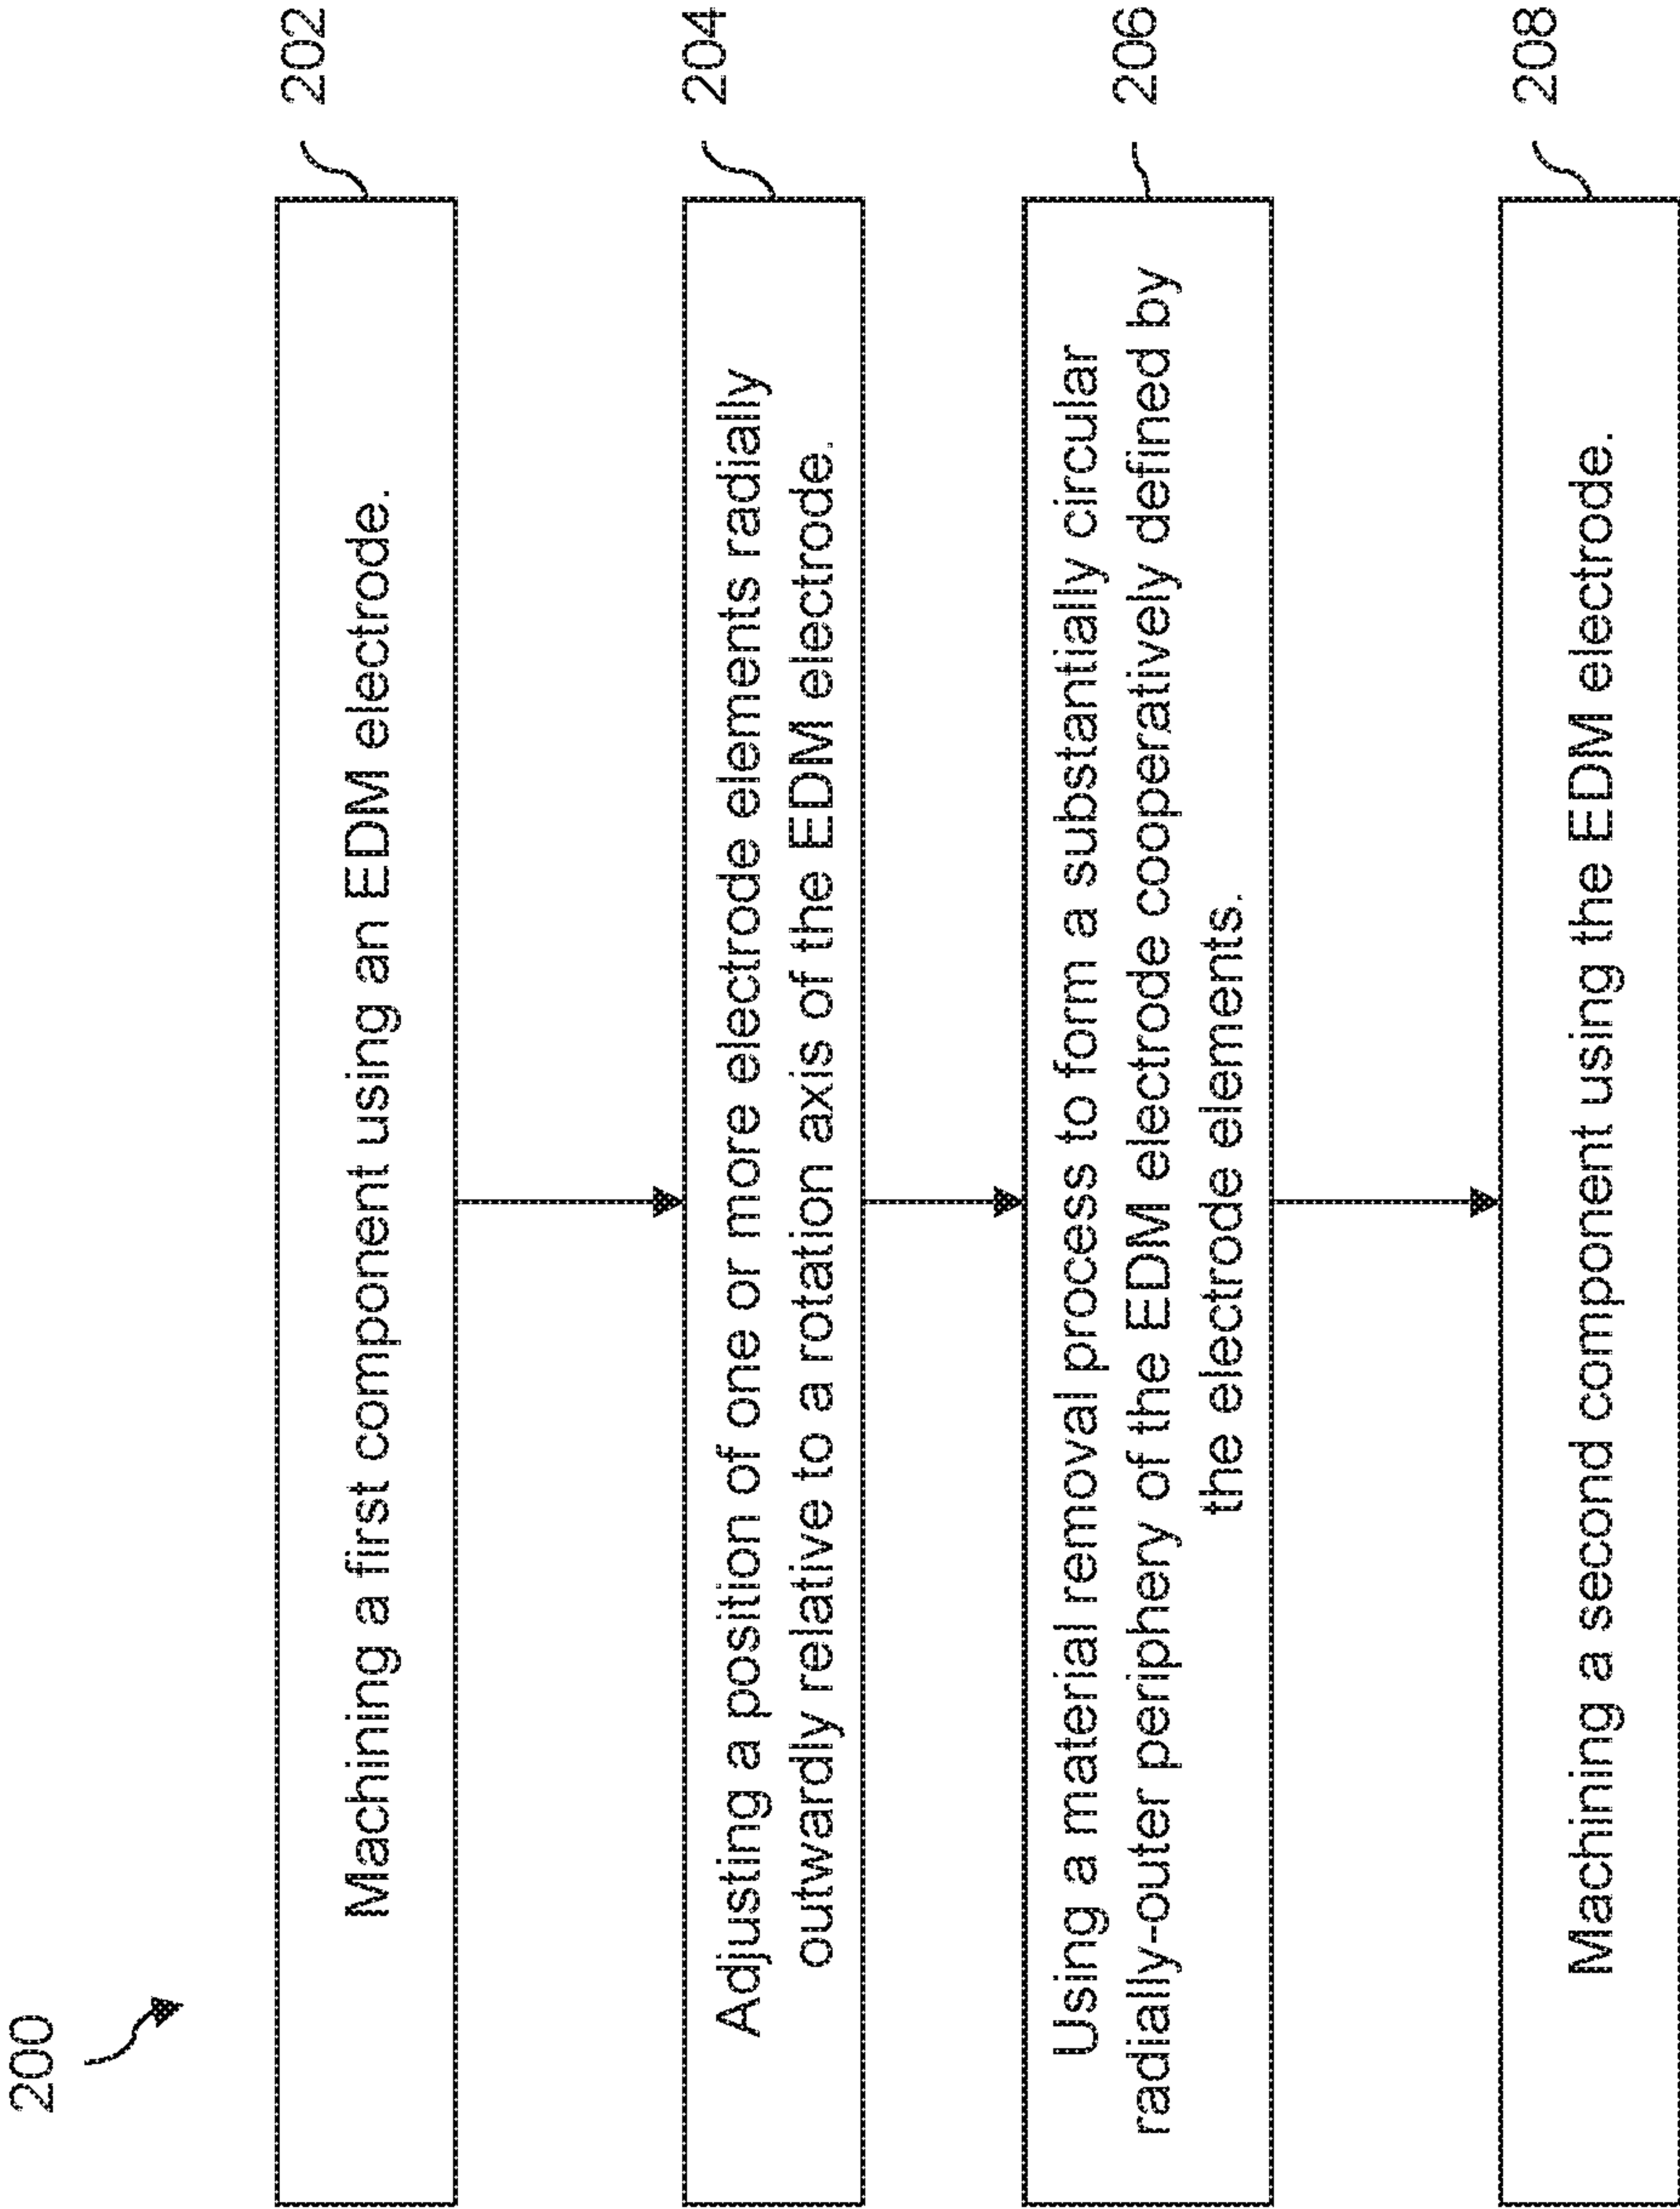 200
202
Machining a first component using an EDM electrode.
204
Adjusting a position of one or more electrode elements radially
outwardly relative to a rotation axis of the EDM electrode.
206
Using a material removal process to form a substantially circular
radially-outer periphery of the EDM electrode cooperatively defined by
the electrode elements.
208
Machining a second component using the EDM electrode.